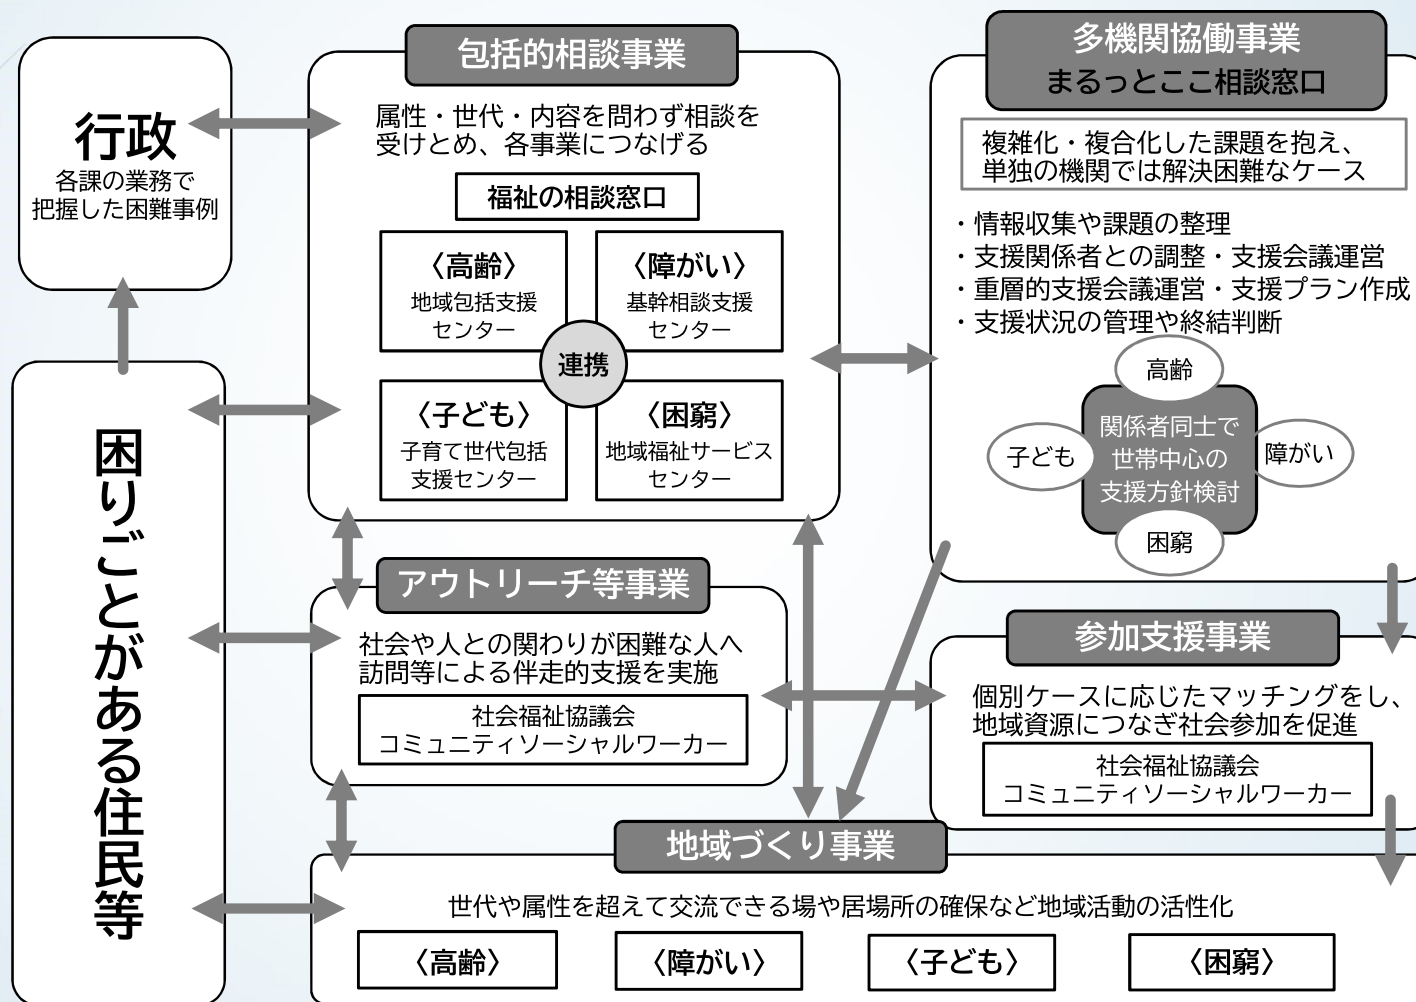 行政
各課の業務で
把握した困難事例
困りごとがある住民等
包括的相談事業
属性・世代・内容を問わず相談を
受けとめ、各事業につなげる
福祉の相談窓口
〈高齢〉
地域包括支援
センター
〈障がい〉
基幹相談支援
センター
連携
〈子ども〉
子育て世代包括
支援センター
〈困窮〉
地域福祉サービス
センター
多機関協働事業
まるっとここ相談窓口
複雑化・複合化した課題を抱え、
単独の機関では解決困難なケース
・情報収集や課題の整理
・支援関係者との調整・支援会議運営
・重層的支援会議運営・支援プラン作成
・支援状況の管理や終結判断
高齢
子ども
関係者同士で
世帯中心の
支援方針検討
障がい
困窮
アウトリーチ等事業
社会や人との関わりが困難な人へ
訪問等による伴走的支援を実施
社会福祉協議会
コミュニティソーシャルワーカー
参加支援事業
個別ケースに応じたマッチングをし、
地域資源につなぎ社会参加を促進
社会福祉協議会
コミュニティソーシャルワーカー
地域づくり事業
世代や属性を超えて交流できる場や居場所の確保など地域活動の活性化
〈高齢〉
〈障がい〉
〈子ども〉
〈困窮〉